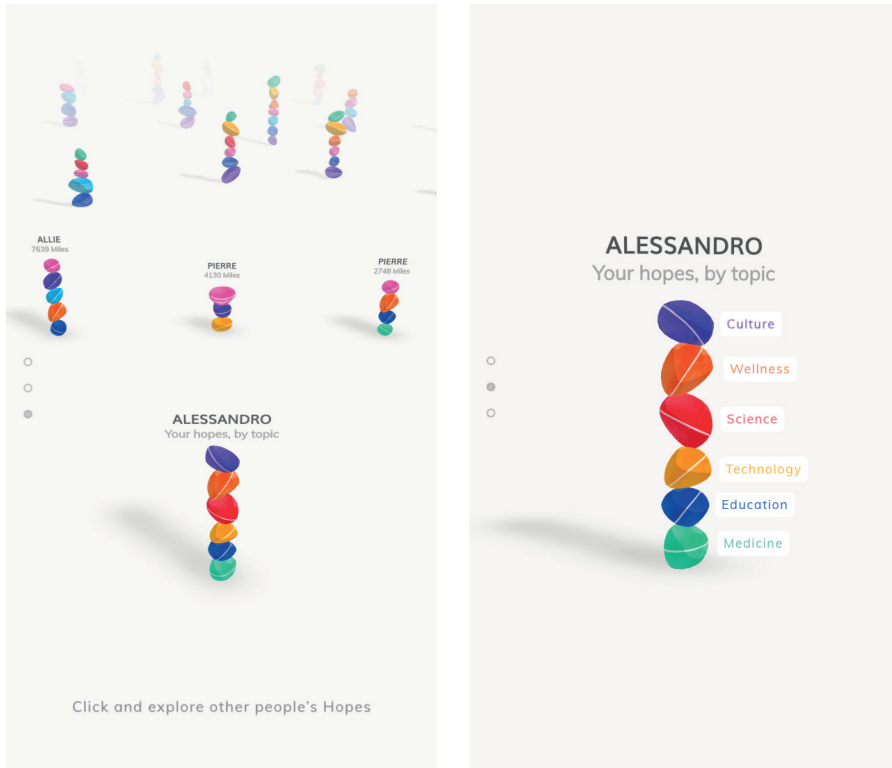 ALLIE
7639 Miles
PIERRE
4130 Miles
PIERRE
2748 Miles
ALESSANDRO
Your hopes, by topic
Click and explore other people's Hopes
ALESSANDRO
Your hopes, by topic
Culture
Wellness
Science
Technology
Education
Medicine